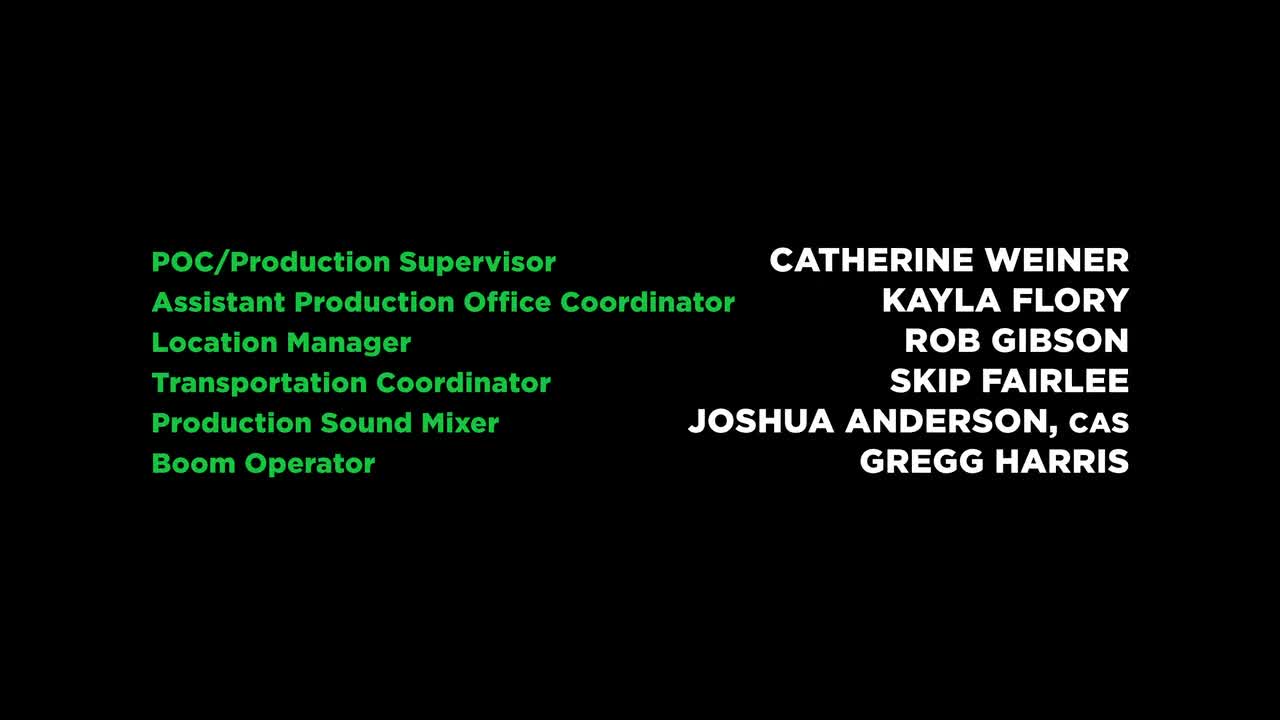 POC/Production Supervisor CATHERINE WEINER
Assistant Production Office Coordinator KAYLA FLORY
Location Manager ROB GIBSON
Transportation Coordinator SKIP FAIRLEE
Production Sound Mixer JOSHUA ANDERSON, CAS
Boom Operator GREGG HARRIS